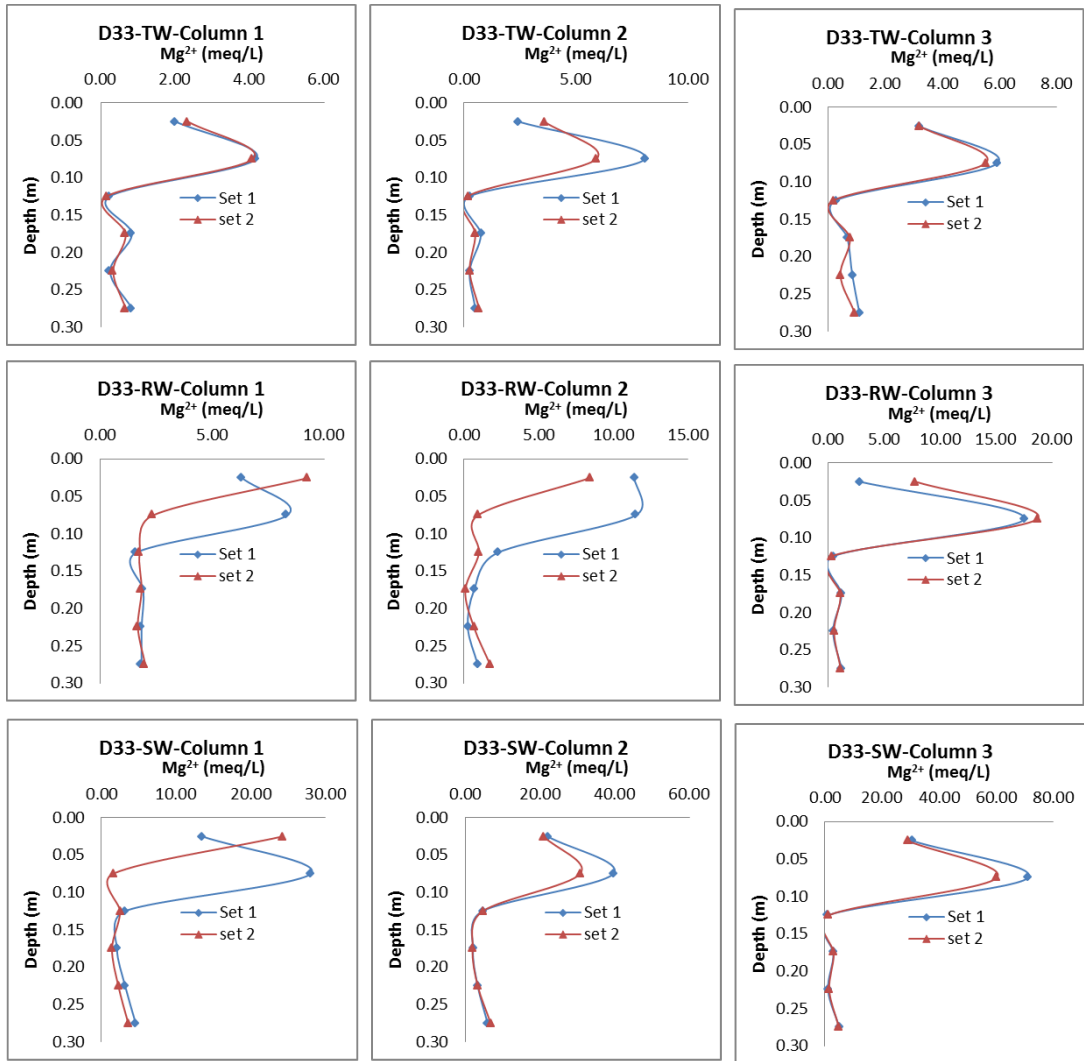 D33-TW-Column 1
Mg²⁺ (meq/L)
0.00 2.00 4.00 6.00
0.00
0.05
0.10
0.15
0.20
0.25
0.30
Depth (m)
Set 1
set 2
D33-TW-Column 2
Mg²⁺ (meq/L)
0.00 5.00 10.00
0.00
0.05
0.10
0.15
0.20
0.25
0.30
Depth (m)
Set 1
set 2
D33-TW-Column 3
Mg²⁺ (meq/L)
0.00 2.00 4.00 6.00 8.00
0.00
0.05
0.10
0.15
0.20
0.25
0.30
Depth (m)
Set 1
set 2
D33-RW-Column 1
Mg²⁺ (meq/L)
0.00 5.00 10.00
0.00
0.05
0.10
0.15
0.20
0.25
0.30
Depth (m)
Set 1
set 2
D33-RW-Column 2
Mg²⁺ (meq/L)
0.00 5.00 10.00 15.00
0.00
0.05
0.10
0.15
0.20
0.25
0.30
Depth (m)
Set 1
set 2
D33-RW-Column 3
Mg²⁺ (meq/L)
0.00 5.00 10.00 15.00 20.00
0.00
0.05
0.10
0.15
0.20
0.25
0.30
Depth (m)
Set 1
set 2
D33-SW-Column 1
Mg²⁺ (meq/L)
0.00 10.00 20.00 30.00
0.00
0.05
0.10
0.15
0.20
0.25
0.30
Depth (m)
Set 1
set 2
D33-SW-Column 2
Mg²⁺ (meq/L)
0.00 20.00 40.00 60.00
0.00
0.05
0.10
0.15
0.20
0.25
0.30
Depth (m)
Set 1
set 2
D33-SW-Column 3
Mg²⁺ (meq/L)
0.00 20.00 40.00 60.00 80.00
0.00
0.05
0.10
0.15
0.20
0.25
0.30
Depth (m)
Set 1
set 2